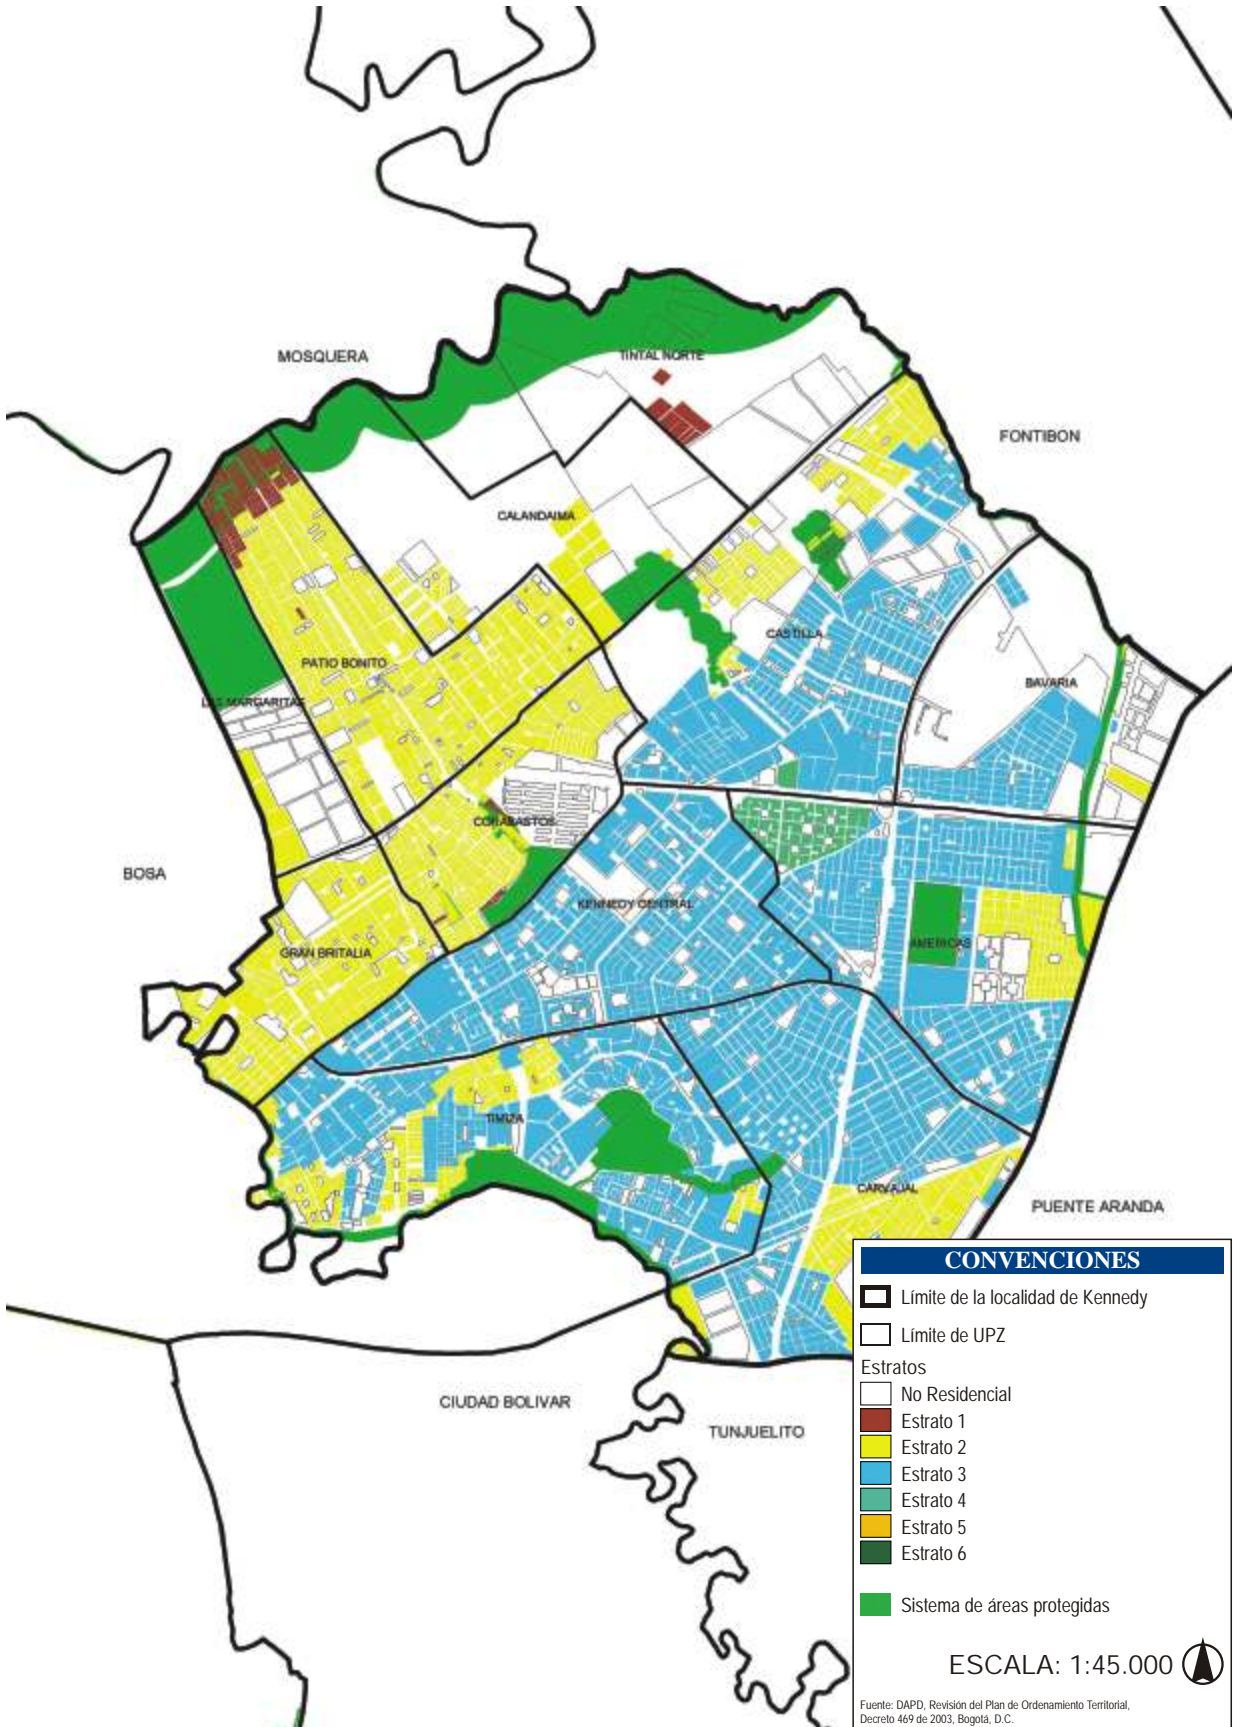 MOSQUERA
TINTAL NORTE
FONTIBON
CALANDAIMA
CASTILLA
PATIO BONITO
BAVARIA
LAS MARGARITAS
CORABASTOS
BOSA
KENNEDY CENTRAL
AMERICAS
GRAN BRITALIA
TIMIZA
CARVAJAL
PUENTE ARANDA
CIUDAD BOLIVAR
TUNJUELITO
CONVENCIONES
Límite de la localidad de Kennedy
Límite de UPZ
Estratos
No Residencial
Estrato 1
Estrato 2
Estrato 3
Estrato 4
Estrato 5
Estrato 6
Sistema de áreas protegidas
ESCALA: 1:45.000
Fuente: DAPD, Revisión del Plan de Ordenamiento Territorial,
Decreto 469 de 2003, Bogotá, D.C.